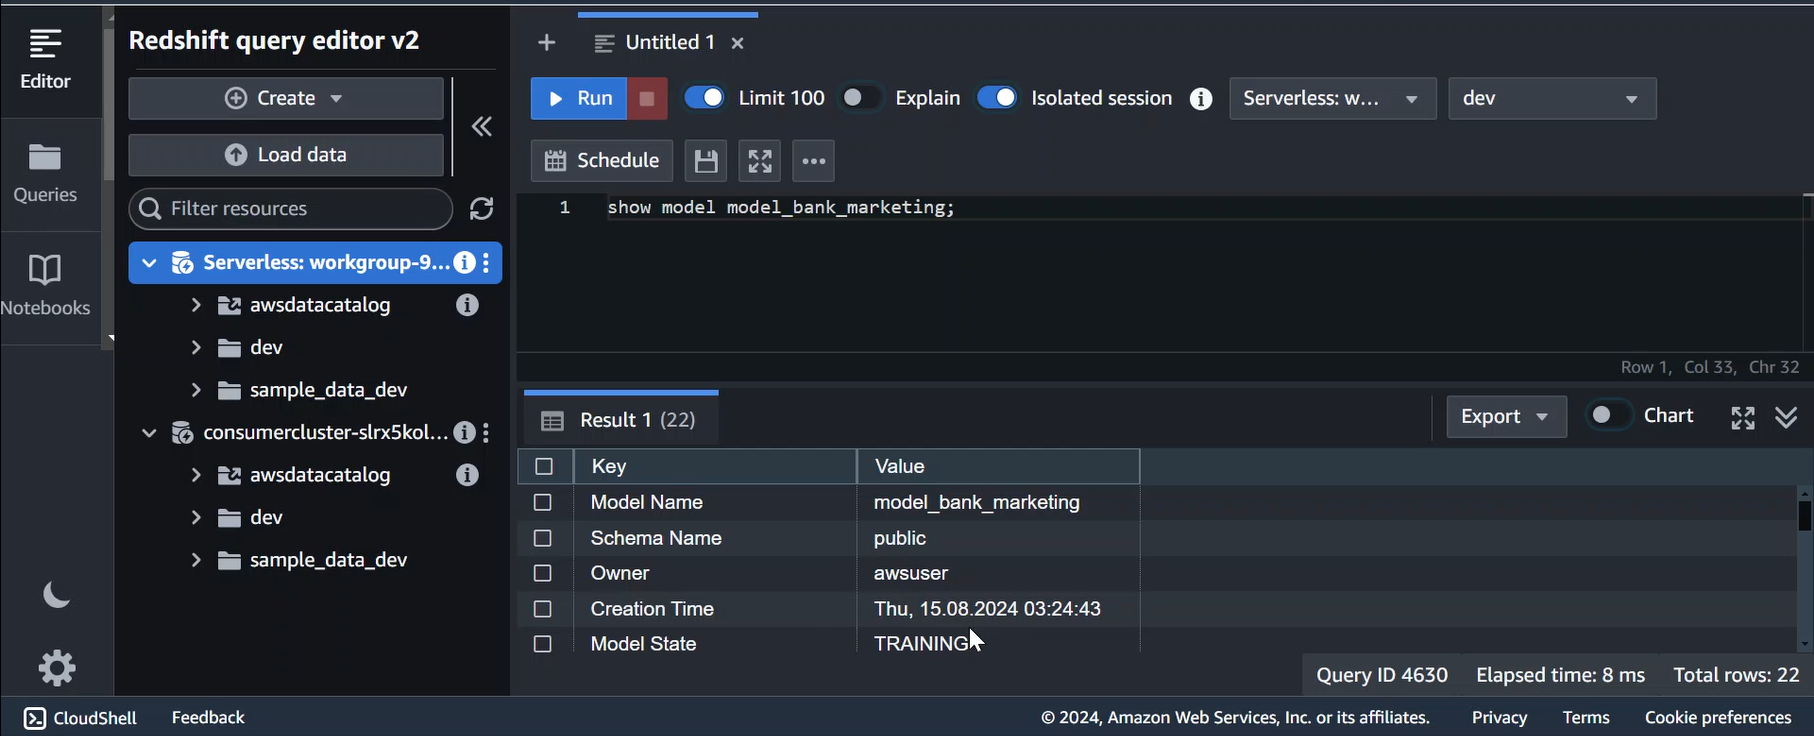 Editor
Queries
Notebooks
Redshift query editor v2
Create
Load data
Filter resources
Serverless: workgroup-9...
awsdatacatalog
dev
sample_data_dev
consumercluster-slrx5kol...
awsdatacatalog
dev
sample_data_dev
Untitled 1
Run
Limit 100
Explain
Isolated session
Serverless: w...
dev
Schedule
1 show model model_bank_marketing;
Row 1, Col 33, Chr 32
Result 1 (22)
Export
Chart
Key Value
Model Name model_bank_marketing
Schema Name public
Owner awsuser
Creation Time Thu, 15.08.2024 03:24:43
Model State TRAINING
Query ID 4630 Elapsed time: 8 ms Total rows: 22
CloudShell Feedback © 2024, Amazon Web Services, Inc. or its affiliates. Privacy Terms Cookie preferences